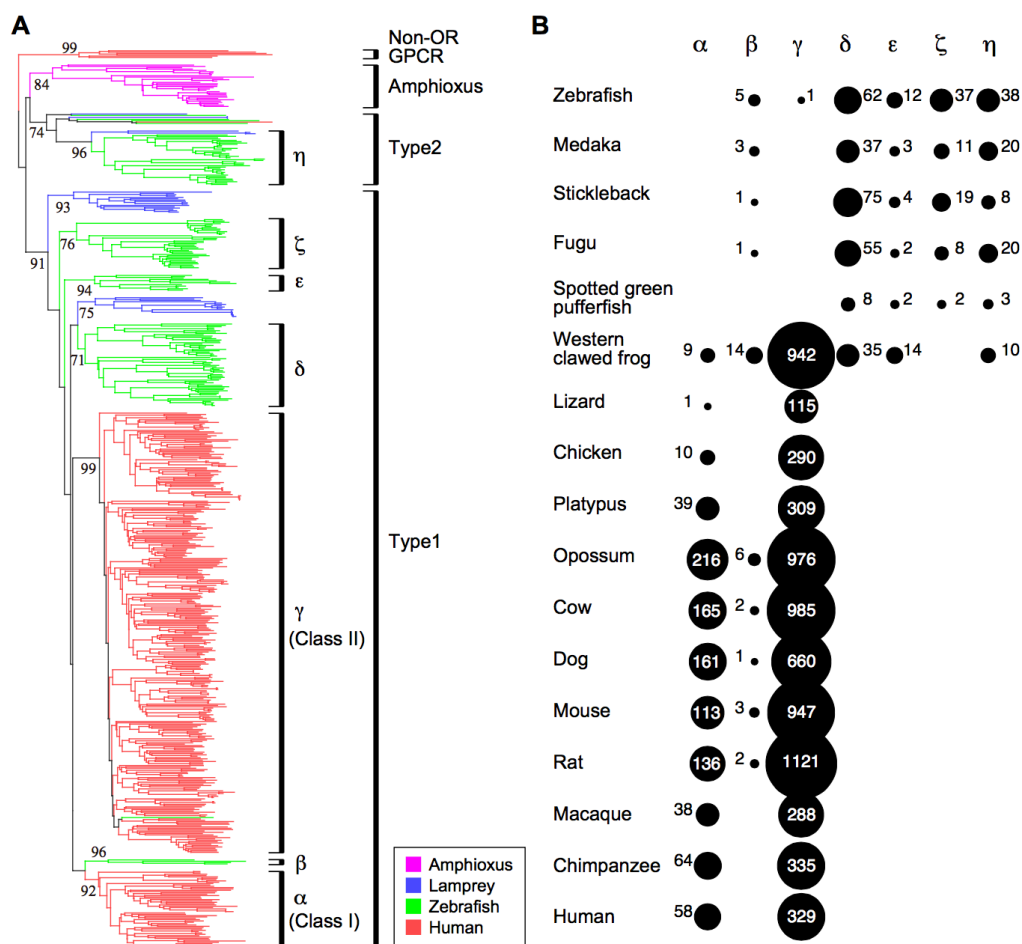 A
99
Non-OR
GPCR
84
Amphioxus
74
Type2
96
η
93
76
ζ
91
94
ε
75
71
δ
99
Type1
γ
(Class II)
96
β
92
α
(Class I)
Amphioxus
Lamprey
Zebrafish
Human
B
α β γ δ ε ζ η
Zebrafish 5 1 62 12 37 38
Medaka 3 37 3 11 20
Stickleback 1 75 4 19 8
Fugu 1 55 2 8 20
Spotted green
pufferfish 8 2 2 3
Western
clawed frog 9 14 942 35 14 10
Lizard 1 115
Chicken 10 290
Platypus 39 309
Opossum 216 6 976
Cow 165 2 985
Dog 161 1 660
Mouse 113 3 947
Rat 136 2 1121
Macaque 38 288
Chimpanzee 64 335
Human 58 329